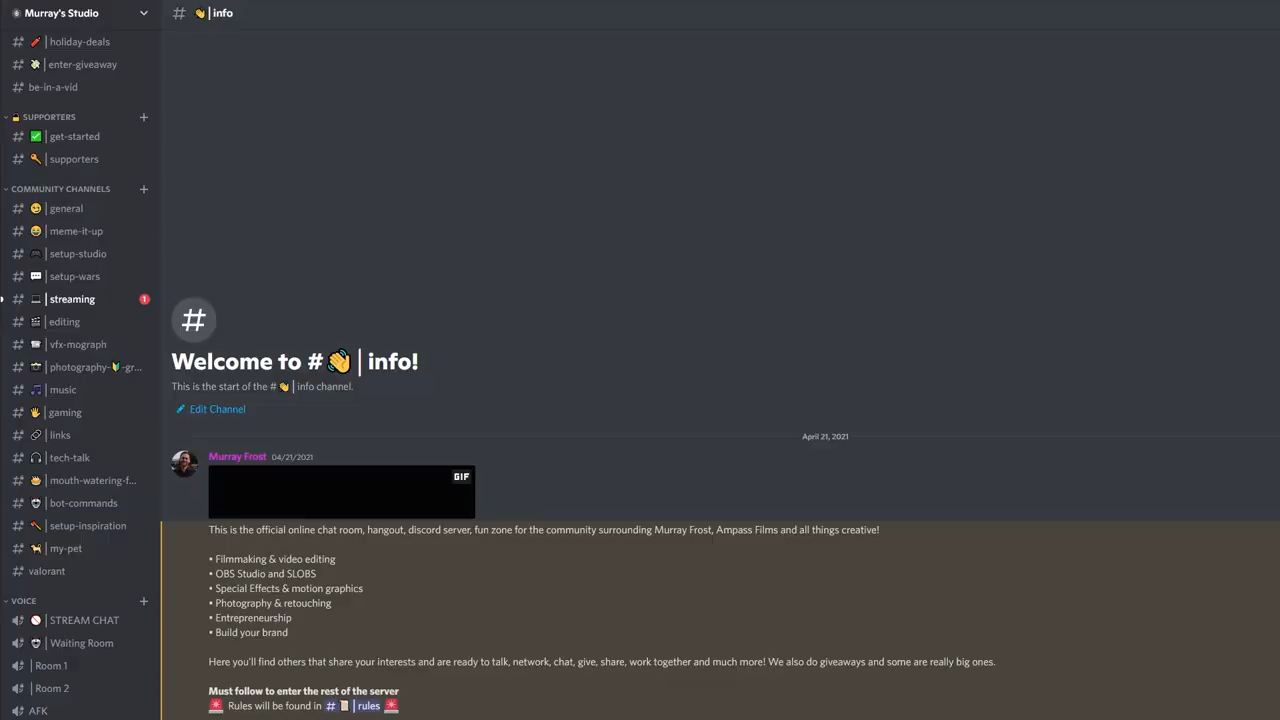 Murray's Studio
# 👋 | info
holiday-deals
enter-giveaway
be-in-a-vid
SUPPORTERS
get-started
supporters
COMMUNITY CHANNELS
general
meme-it-up
setup-studio
setup-wars
streaming 1
editing
vfx-mograph
photography-🔰-gr...
music
gaming
links
tech-talk
mouth-watering-f...
bot-commands
setup-inspiration
my-pet
valorant
VOICE
STREAM CHAT
Waiting Room
Room 1
Room 2
AFK
Welcome to #👋 | info!
This is the start of the #👋 | info channel.
Edit Channel
April 21, 2021
Murray Frost 04/21/2021
GIF
This is the official online chat room, hangout, discord server, fun zone for the community surrounding Murray Frost, Ampass Films and all things creative!
• Filmmaking & video editing
• OBS Studio and SLOBS
• Special Effects & motion graphics
• Photography & retouching
• Entrepreneurship
• Build your brand
Here you'll find others that share your interests and are ready to talk, network, chat, give, share, work together and much more! We also do giveaways and some are really big ones.
Must follow to enter the rest of the server
🚨 Rules will be found in # 📜 | rules 🚨